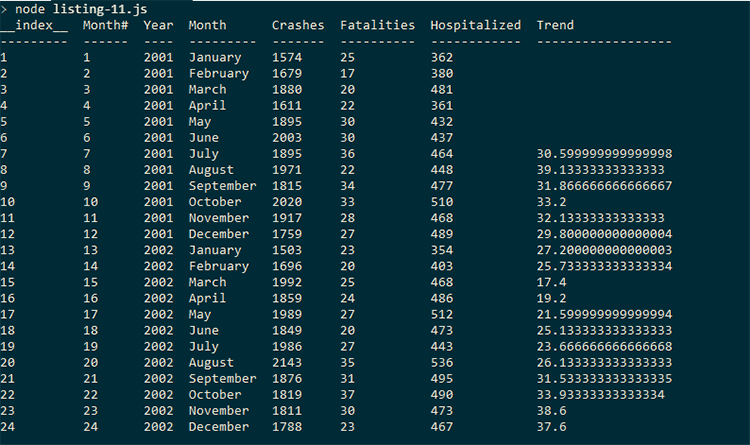 > node listing-11.js
__index__  Month#  Year  Month      Crashes  Fatalities  Hospitalized  Trend
---------  ------  ----  ---------  -------  ----------  ------------  ------------------
1          1       2001  January    1574     25          362
2          2       2001  February   1679     17          380
3          3       2001  March      1880     20          481
4          4       2001  April      1611     22          361
5          5       2001  May        1895     30          432
6          6       2001  June       2003     30          437
7          7       2001  July       1895     36          464           30.599999999999998
8          8       2001  August     1971     22          448           39.13333333333333
9          9       2001  September  1815     34          477           31.866666666666667
10         10      2001  October    2020     33          510           33.2
11         11      2001  November   1917     28          468           32.13333333333333
12         12      2001  December   1759     27          489           29.800000000000004
13         13      2002  January    1503     23          354           27.200000000000003
14         14      2002  February   1696     20          403           25.733333333333334
15         15      2002  March      1992     25          468           17.4
16         16      2002  April      1859     24          486           19.2
17         17      2002  May        1989     27          512           21.599999999999994
18         18      2002  June       1849     20          473           25.133333333333333
19         19      2002  July       1986     27          443           23.666666666666668
20         20      2002  August     2143     35          536           26.133333333333333
21         21      2002  September  1876     31          495           31.533333333333335
22         22      2002  October    1819     37          490           33.93333333333334
23         23      2002  November   1811     30          473           38.6
24         24      2002  December   1788     23          467           37.6